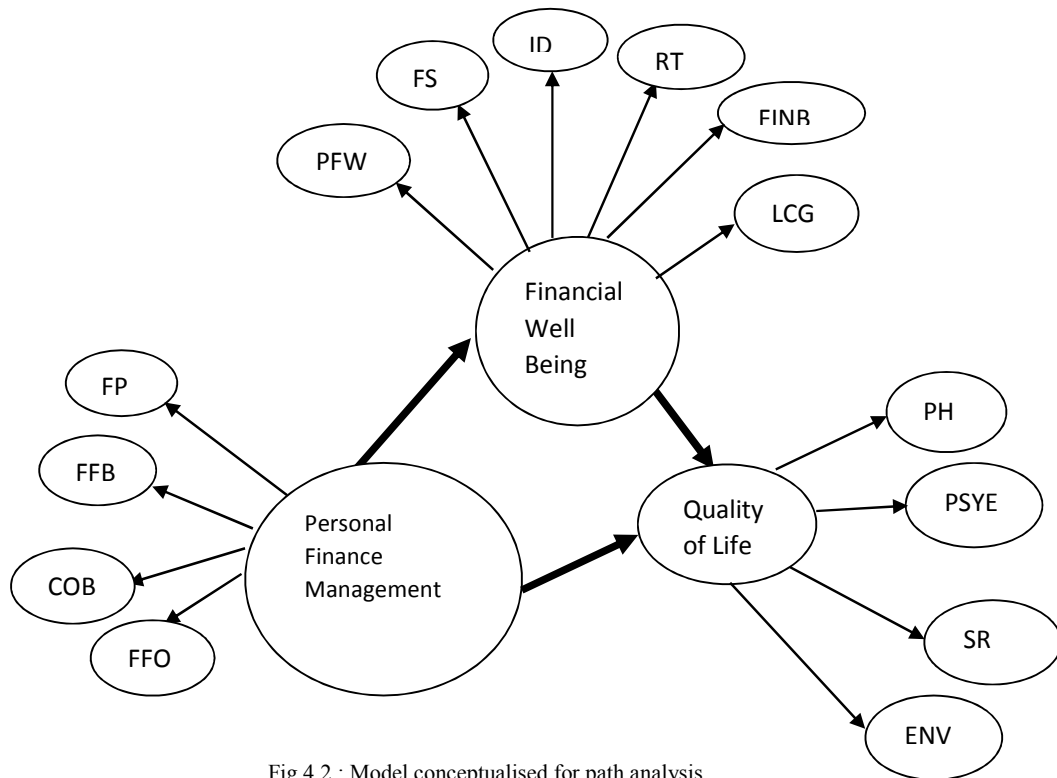 ID
RT
FS
FINB
PFW
LCG
Financial
Well
Being
FP
PH
FFB
PSYE
Quality
of Life
Personal
Finance
Management
COB
FFO
SR
ENV
Fig 4.2 : Model conceptualised for path analysis